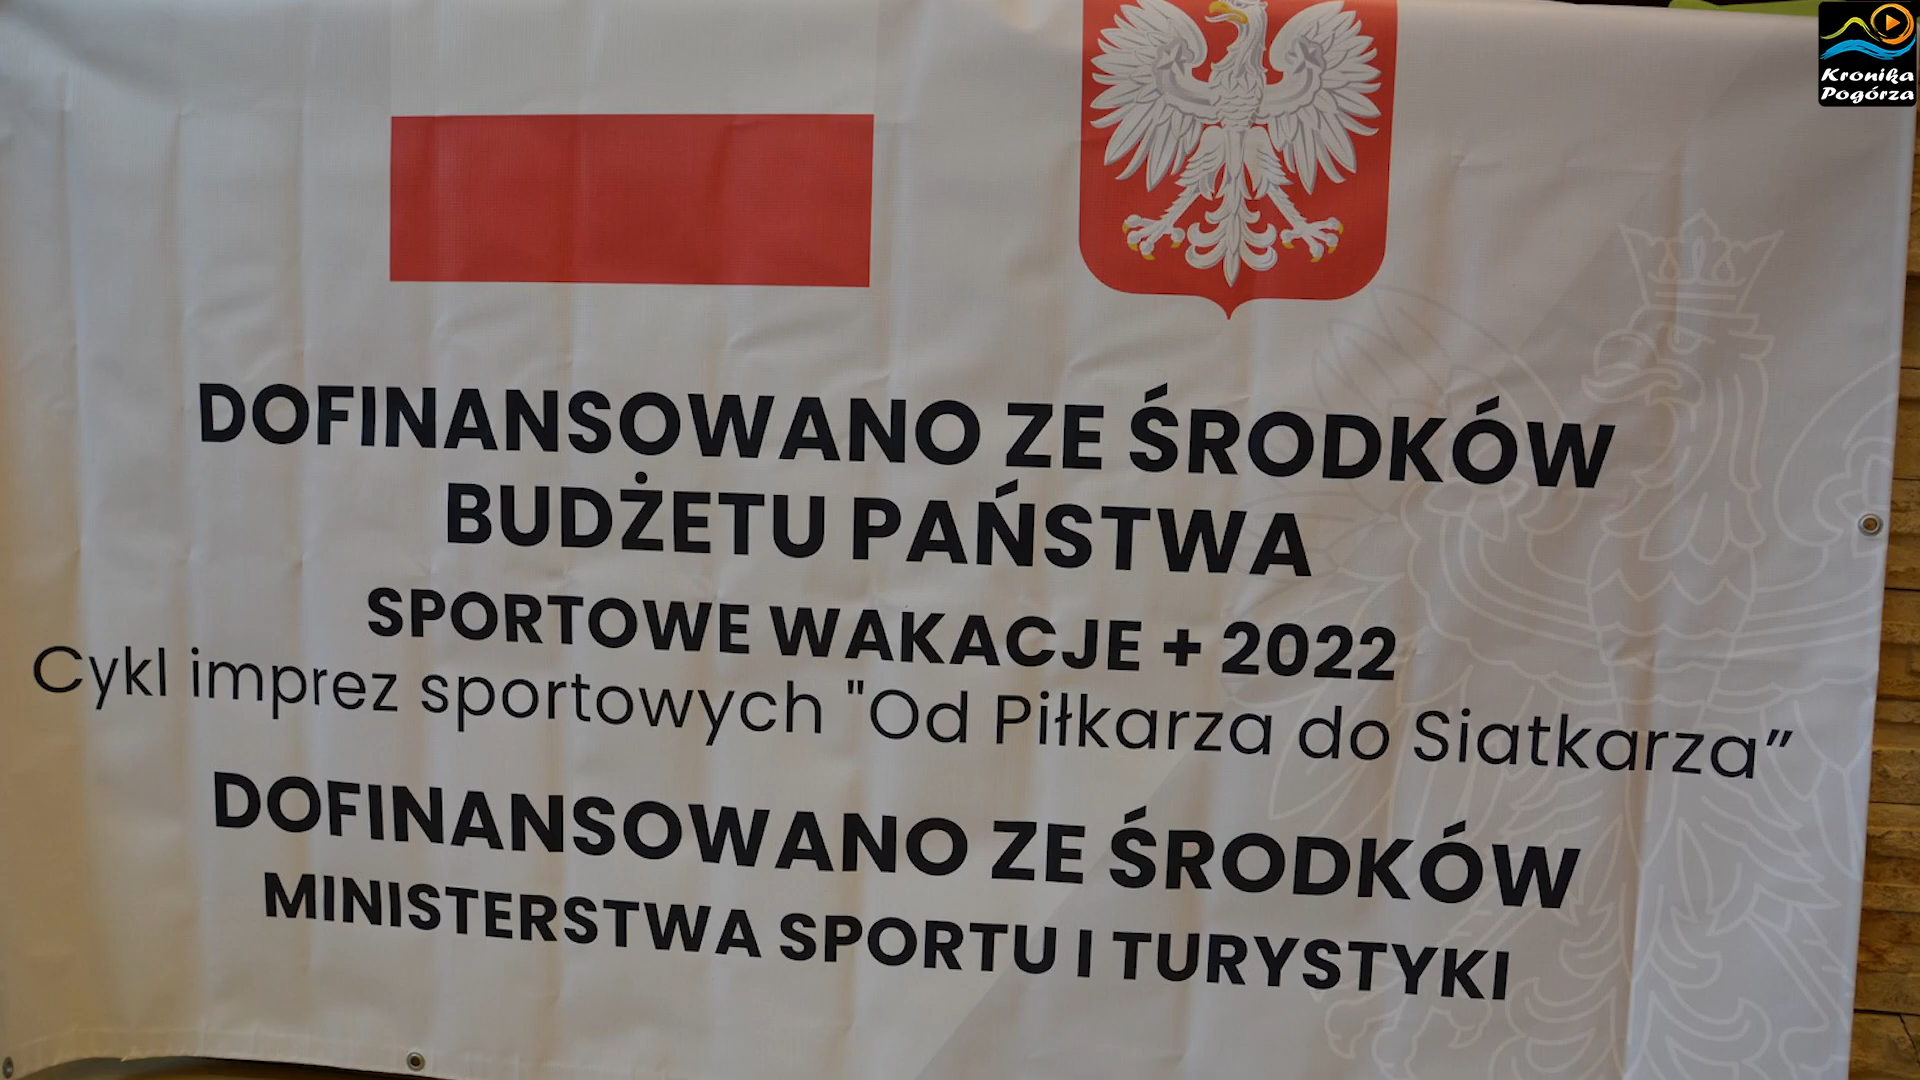 Kronika
Pogórza
DOFINANSOWANO ZE ŚRODKÓW
BUDŻETU PAŃSTWA
SPORTOWE WAKACJE + 2022
Cykl imprez sportowych "Od Piłkarza do Siatkarza”
DOFINANSOWANO ZE ŚRODKÓW
MINISTERSTWA SPORTU I TURYSTYKI